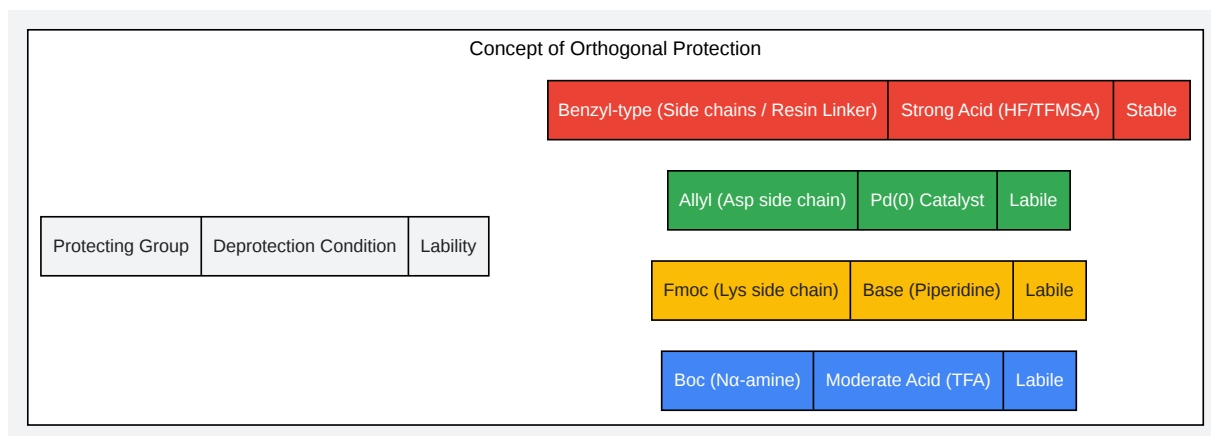 Concept of Orthogonal Protection
Protecting Group Deprotection Condition Lability
Benzyl-type (Side chains / Resin Linker) Strong Acid (HF/TFMSA) Stable
Allyl (Asp side chain) Pd(0) Catalyst Labile
Fmoc (Lys side chain) Base (Piperidine) Labile
Boc (Nα-amine) Moderate Acid (TFA) Labile